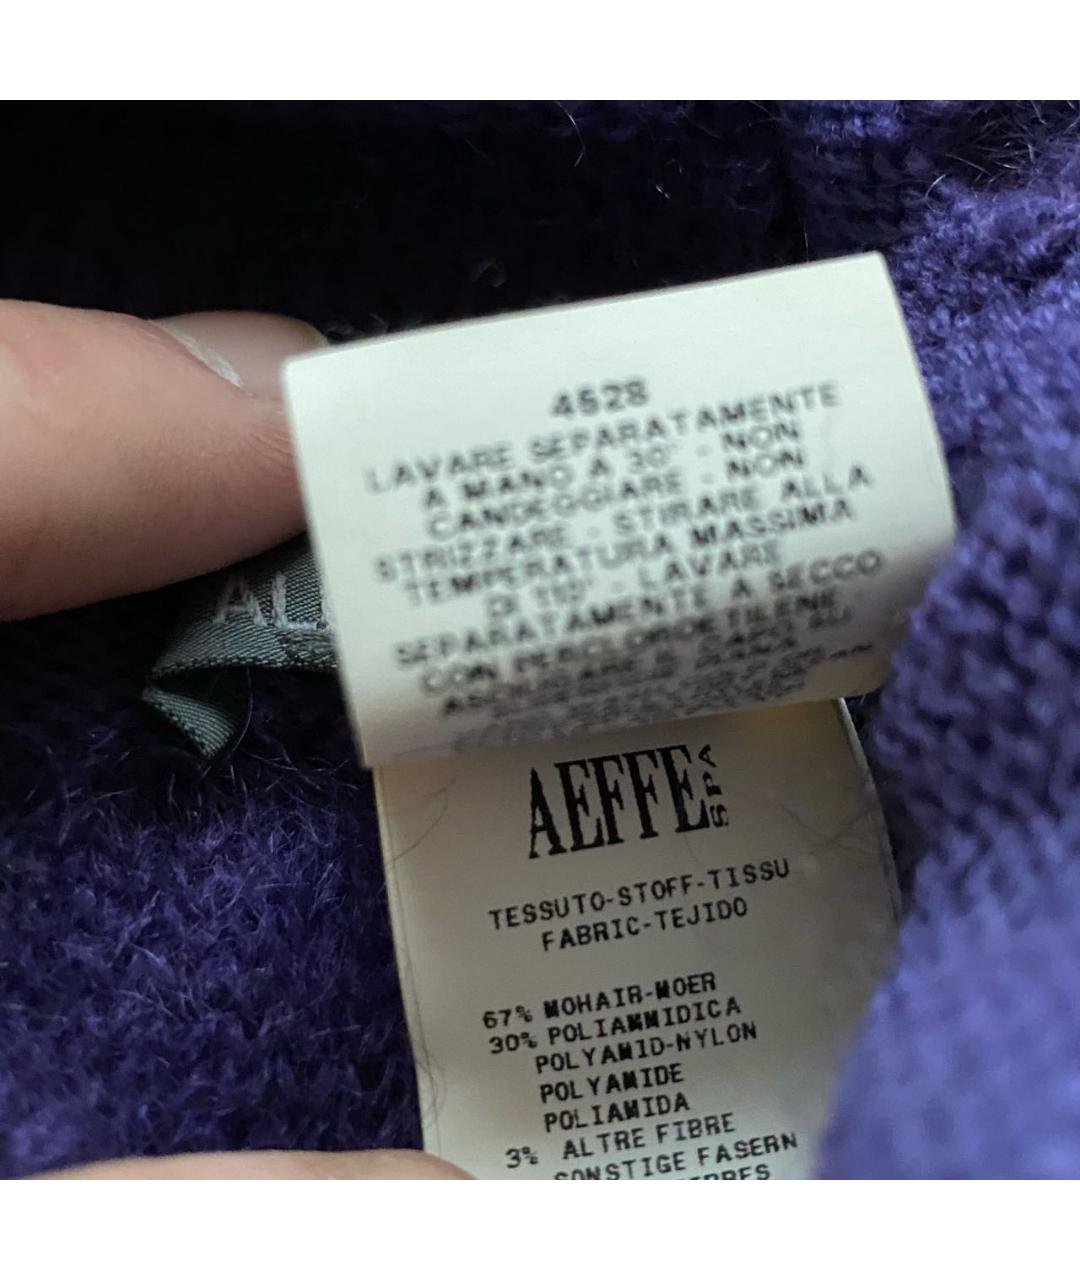 4528
LAVARE SEPARATAMENTE
A MANO A 30° - NON
CANDEGGIARE - NON
STRIZZARE - STIRARE ALLA
TEMPERATURA MASSIMA
DI 110° - LAVARE
SEPARATAMENTE A SECCO
CON PERCLOROETILENE
AL
AEFFE SPA
TESSUTO-STOFF-TISSU
FABRIC-TEJIDO
67% MOHAIR-MOER
30% POLIAMMIDICA
POLYAMID-NYLON
POLYAMIDE
POLIAMIDA
3% ALTRE FIBRE
SONSTIGE FASERN